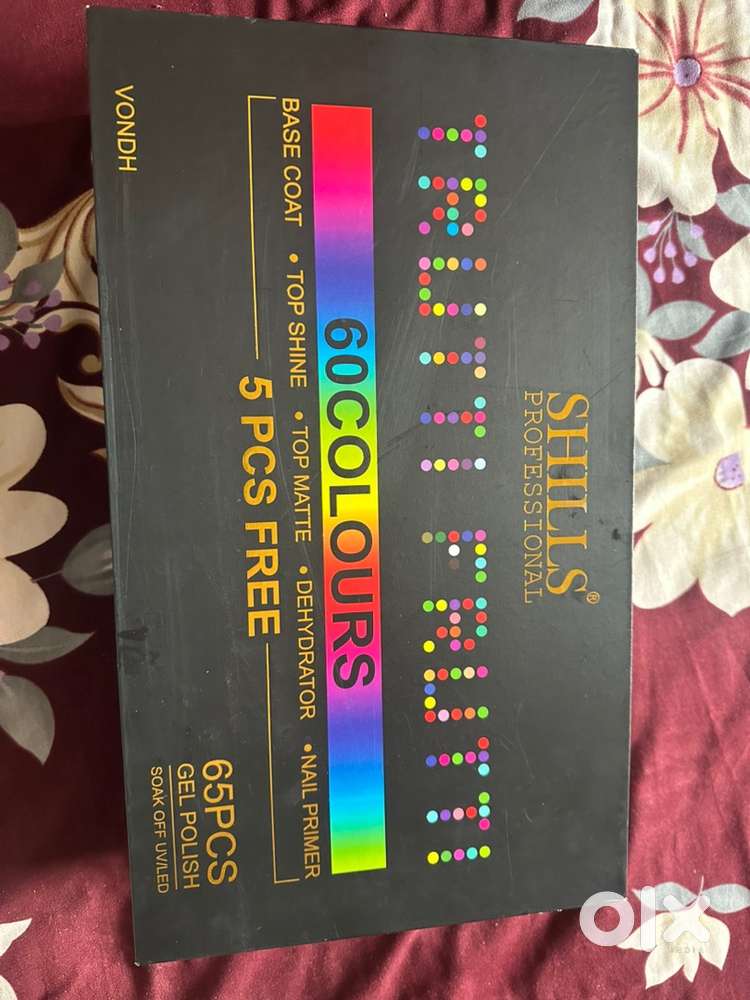 SHILLS®
PROFESSIONAL
TRUTTI FRUTTI
60COLOURS
BASE COAT • TOP SHINE • TOP MATTE • DEHYDRATOR • NAIL PRIMER
5 PCS FREE
VONDH
65PCS
GEL POLISH
SOAK OFF UV/LED
olx